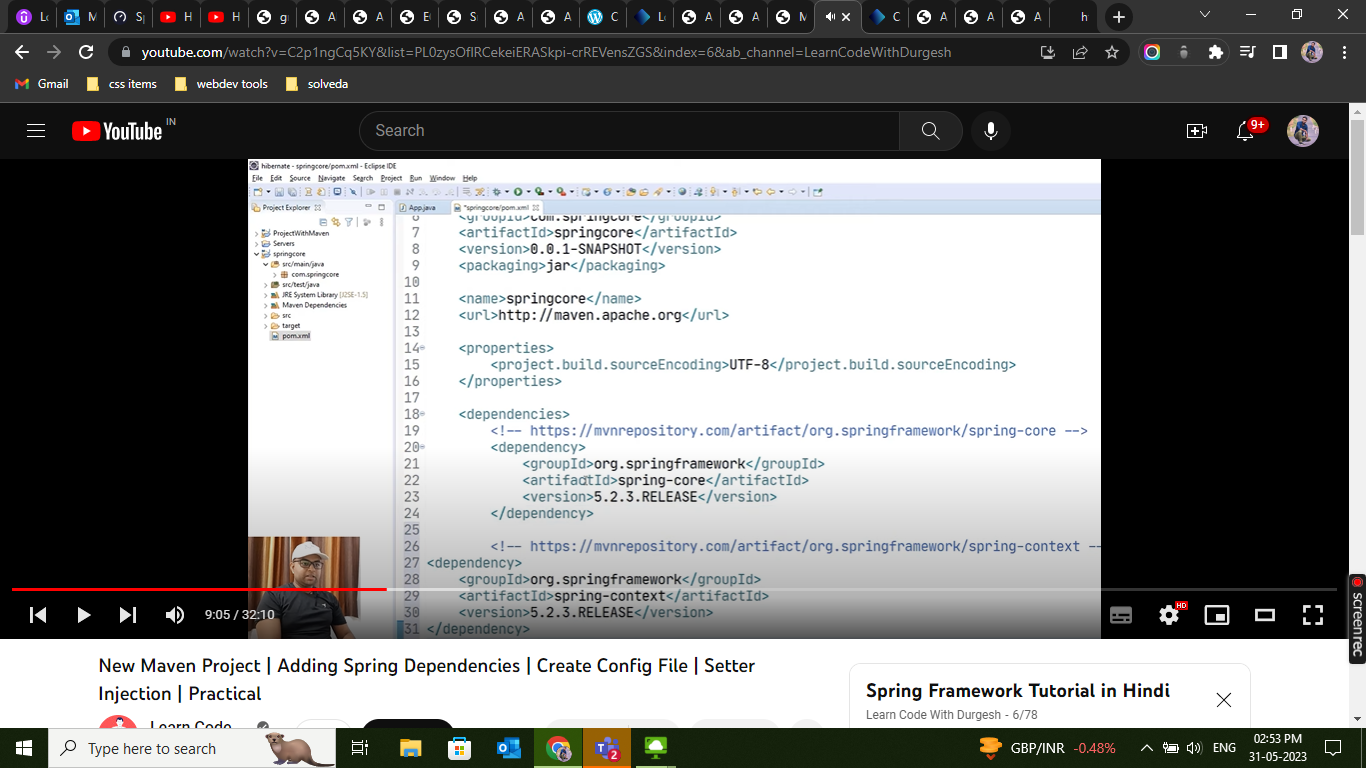 Lo
M
Sp
H
H
gr
A
A
E
S
A
A
C
Le
A
A
M
C
A
A
A
h
youtube.com/watch?v=C2p1ngCq5KY&list=PL0zysOflRCekeiERASkpi-crREVensZGS&index=6&ab_channel=LearnCodeWithDurgesh
Gmail
css items
webdev tools
solveda
YouTube IN
Search
9+
hibernate - springcore/pom.xml - Eclipse IDE
File Edit Source Navigate Search Project Run Window Help
Project Explorer
App.java
*springcore/pom.xml
ProjectWithMaven
Servers
springcore
src/main/java
com.springcore
src/test/java
JRE System Library [J2SE-1.5]
Maven Dependencies
src
target
pom.xml
6 <groupId>com.springcore</groupId>
7 <artifactId>springcore</artifactId>
8 <version>0.0.1-SNAPSHOT</version>
9 <packaging>jar</packaging>
10
11 <name>springcore</name>
12 <url>http://maven.apache.org</url>
13
14 <properties>
15 <project.build.sourceEncoding>UTF-8</project.build.sourceEncoding>
16 </properties>
17
18 <dependencies>
19 <!-- https://mvnrepository.com/artifact/org.springframework/spring-core -->
20 <dependency>
21 <groupId>org.springframework</groupId>
22 <artifactId>spring-core</artifactId>
23 <version>5.2.3.RELEASE</version>
24 </dependency>
25
26 <!-- https://mvnrepository.com/artifact/org.springframework/spring-context --
27 <dependency>
28 <groupId>org.springframework</groupId>
29 <artifactId>spring-context</artifactId>
30 <version>5.2.3.RELEASE</version>
31 </dependency>
9:05 / 32:10
HD
screenrec
New Maven Project | Adding Spring Dependencies | Create Config File | Setter
Injection | Practical
Learn Code
Spring Framework Tutorial in Hindi
Learn Code With Durgesh - 6/78
Type here to search
2
GBP/INR -0.48%
ENG
02:53 PM
31-05-2023